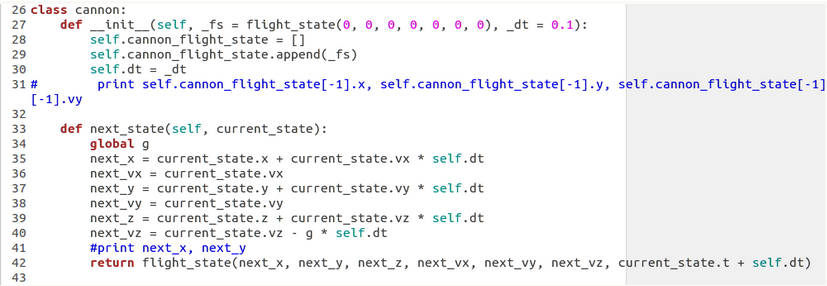 26 class cannon:
27     def __init__(self, _fs = flight_state(0, 0, 0, 0, 0, 0, 0), _dt = 0.1):
28         self.cannon_flight_state = []
29         self.cannon_flight_state.append(_fs)
30         self.dt = _dt
31 #        print self.cannon_flight_state[-1].x, self.cannon_flight_state[-1].y, self.cannon_flight_state[-1]
[-1].vy
32
33     def next_state(self, current_state):
34         global g
35         next_x = current_state.x + current_state.vx * self.dt
36         next_vx = current_state.vx
37         next_y = current_state.y + current_state.vy * self.dt
38         next_vy = current_state.vy
39         next_z = current_state.z + current_state.vz * self.dt
40         next_vz = current_state.vz - g * self.dt
41         #print next_x, next_y
42         return flight_state(next_x, next_y, next_z, next_vx, next_vy, next_vz, current_state.t + self.dt)
43